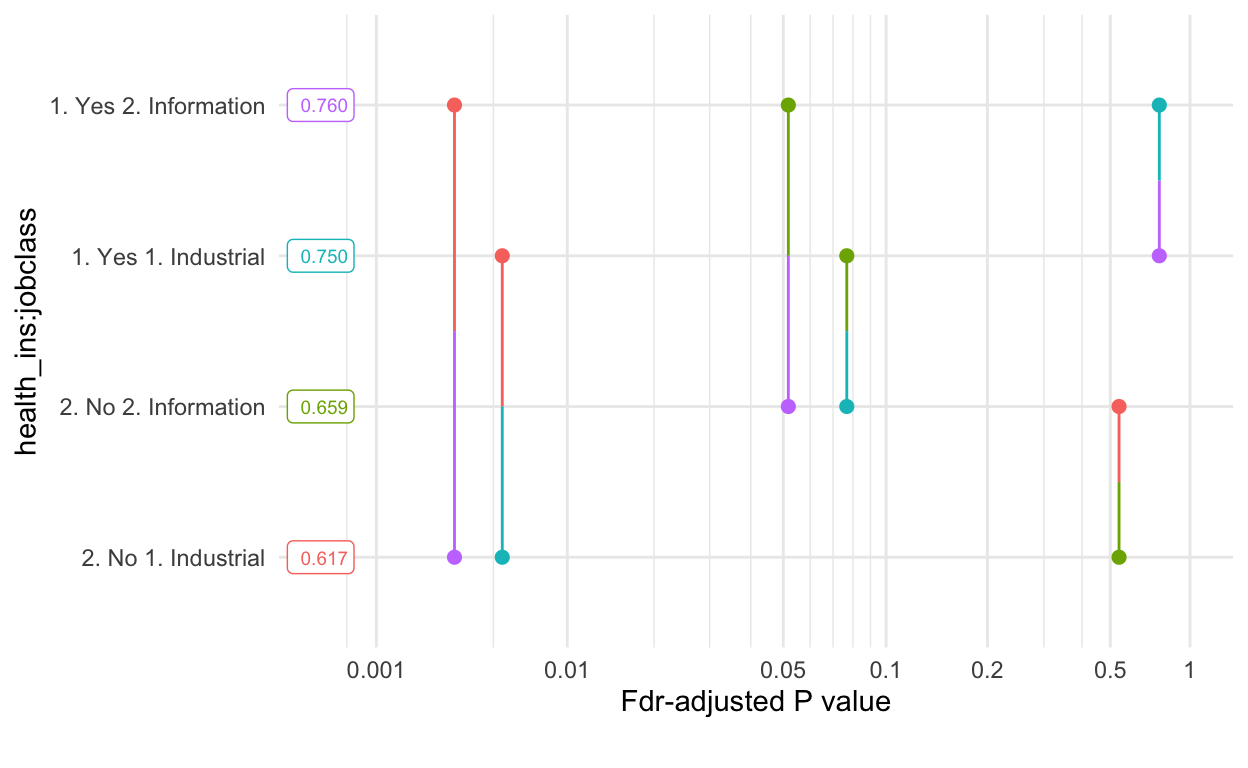 health_ins:jobclass
1. Yes 2. Information 0.760
1. Yes 1. Industrial 0.750
2. No 2. Information 0.659
2. No 1. Industrial 0.617
0.001 0.01 0.05 0.1 0.2 0.5 1
Fdr-adjusted P value